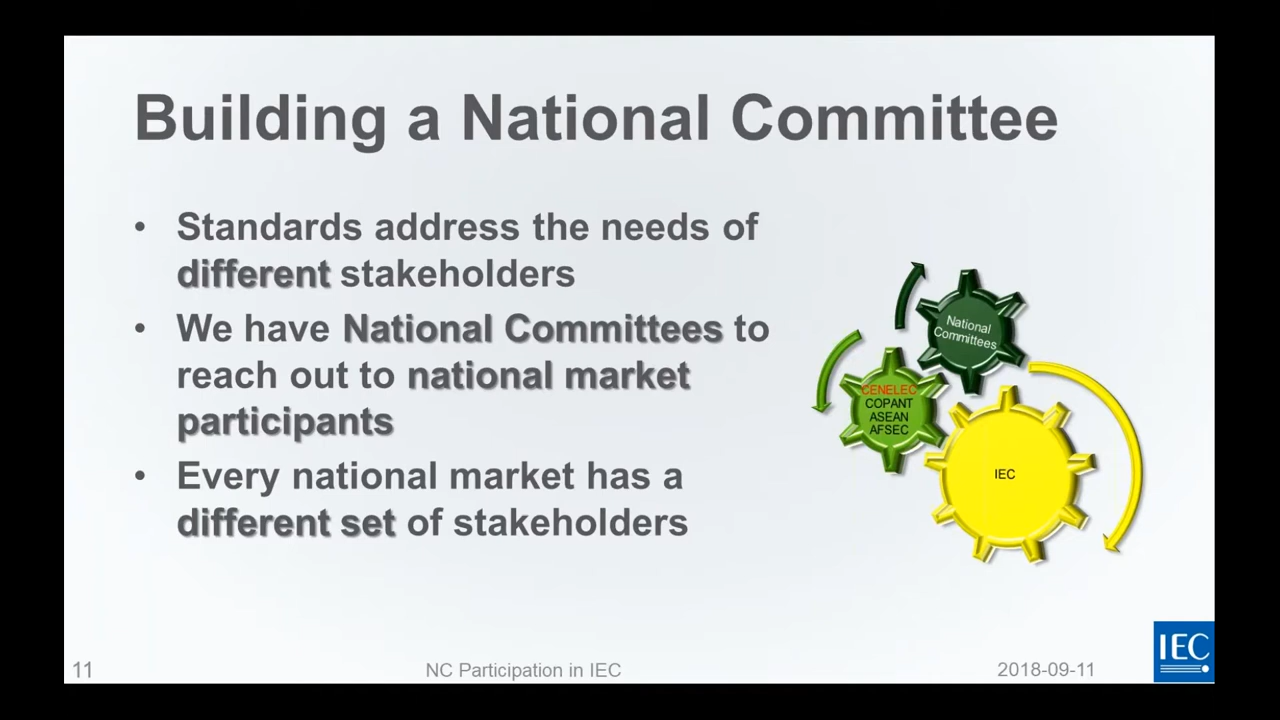 Building a National Committee
• Standards address the needs of
different stakeholders
• We have National Committees to
reach out to national market
participants
• Every national market has a
different set of stakeholders
National
Committees
CENELEC
COPANT
ASEAN
AFSEC
IEC
11
NC Participation in IEC
2018-09-11
IEC